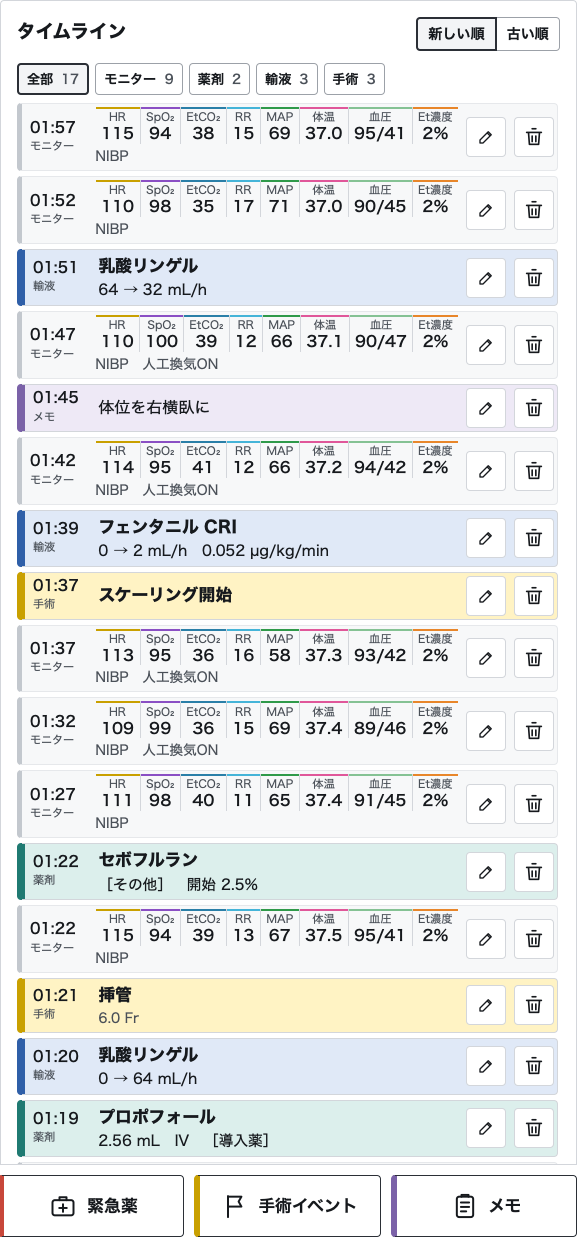 タイムライン
新しい順 古い順
全部 17 モニター 9 薬剤 2 輸液 3 手術 3
HR SpO₂ EtCO₂ RR MAP 体温 血圧 Et濃度
01:57 115 94 38 15 69 37.0 95/41 2%
モニター
NIBP
HR SpO₂ EtCO₂ RR MAP 体温 血圧 Et濃度
01:52 110 98 35 17 71 37.0 90/45 2%
モニター
NIBP
01:51 乳酸リンゲル
輸液 64 → 32 mL/h
HR SpO₂ EtCO₂ RR MAP 体温 血圧 Et濃度
01:47 110 100 39 12 66 37.1 90/47 2%
モニター
NIBP 人工換気ON
01:45 体位を右横臥に
メモ
HR SpO₂ EtCO₂ RR MAP 体温 血圧 Et濃度
01:42 114 95 41 12 66 37.2 94/42 2%
モニター
NIBP 人工換気ON
01:39 フェンタニル CRI
輸液 0 → 2 mL/h 0.052 µg/kg/min
01:37 スケーリング開始
手術
HR SpO₂ EtCO₂ RR MAP 体温 血圧 Et濃度
01:37 113 95 36 16 58 37.3 93/42 2%
モニター
NIBP 人工換気ON
HR SpO₂ EtCO₂ RR MAP 体温 血圧 Et濃度
01:32 109 99 36 15 69 37.4 89/46 2%
モニター
NIBP 人工換気ON
HR SpO₂ EtCO₂ RR MAP 体温 血圧 Et濃度
01:27 111 98 40 11 65 37.4 91/45 2%
モニター
NIBP
01:22 セボフルラン
薬剤 ［その他］ 開始 2.5%
HR SpO₂ EtCO₂ RR MAP 体温 血圧 Et濃度
01:22 115 94 39 13 67 37.5 95/41 2%
モニター
NIBP
01:21 挿管
手術 6.0 Fr
01:20 乳酸リンゲル
輸液 0 → 64 mL/h
01:19 プロポフォール
薬剤 2.56 mL IV ［導入薬］
緊急薬 手術イベント メモ